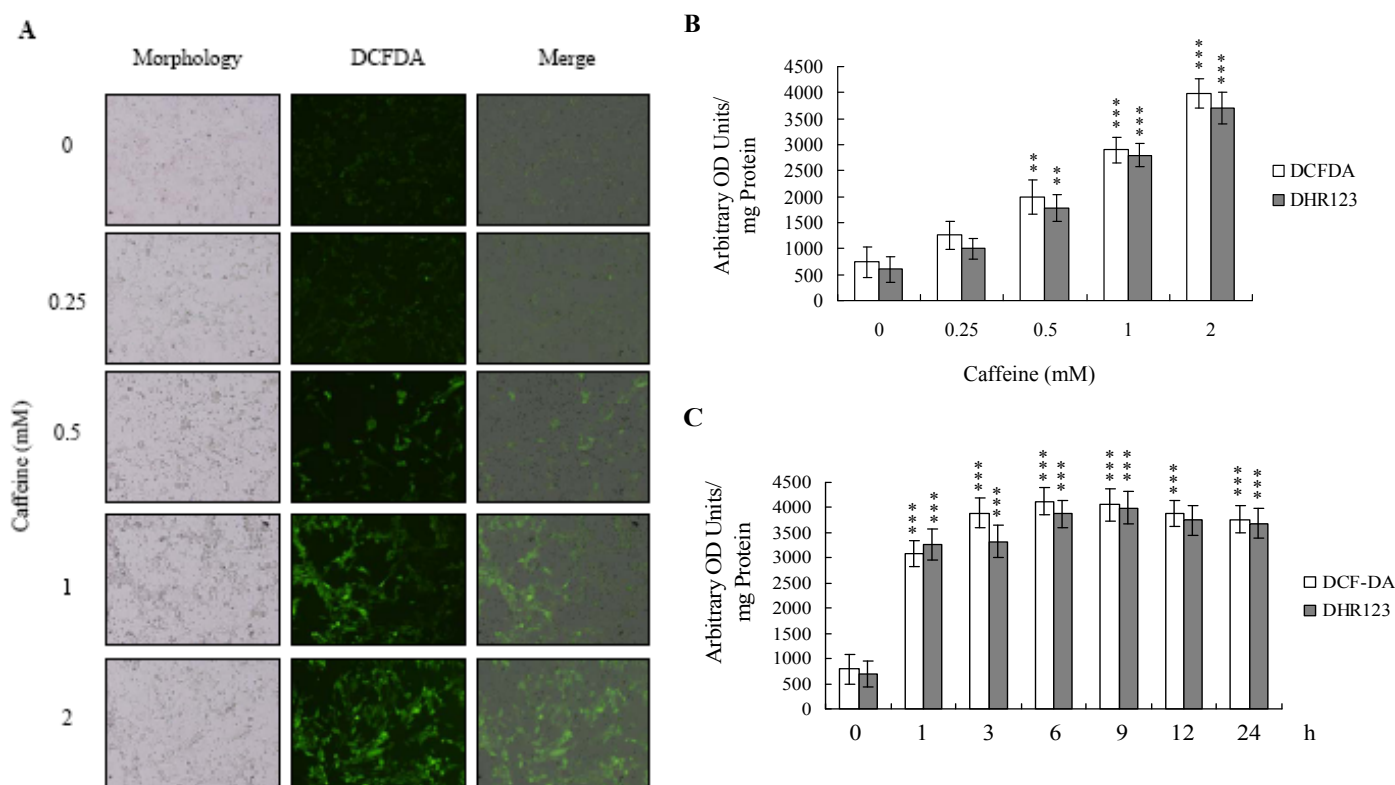 A
Morphology DCFDA Merge
0
0.25
0.5
1
2
Caffeine (mM)
B
4500
4000
3500
3000
2500
2000
1500
1000
500
0
Arbitrary OD Units/
mg Protein
** ** *** *** *** ***
0 0.25 0.5 1 2
Caffeine (mM)
DCFDA
DHR123
C
4500
4000
3500
3000
2500
2000
1500
1000
500
0
Arbitrary OD Units/
mg Protein
*** *** *** *** *** *** *** *** *** *** ***
0 1 3 6 9 12 24 h
DCF-DA
DHR123